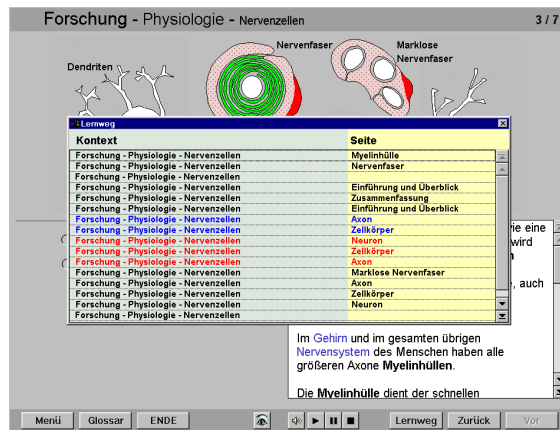 Forschung - Physiologie - Nervenzellen 3 / 7
Nervenfaser
Marklose
Nervenfaser
Dendriten
Lernweg
Kontext Seite
Forschung - Physiologie - Nervenzellen Myelinhülle
Forschung - Physiologie - Nervenzellen Nervenfaser
Forschung - Physiologie - Nervenzellen
Forschung - Physiologie - Nervenzellen Einführung und Überblick
Forschung - Physiologie - Nervenzellen Zusammenfassung
Forschung - Physiologie - Nervenzellen Einführung und Überblick
Forschung - Physiologie - Nervenzellen Axon
Forschung - Physiologie - Nervenzellen Zellkörper
Forschung - Physiologie - Nervenzellen Neuron
Forschung - Physiologie - Nervenzellen Zellkörper
Forschung - Physiologie - Nervenzellen Axon
Forschung - Physiologie - Nervenzellen Marklose Nervenfaser
Forschung - Physiologie - Nervenzellen Axon
Forschung - Physiologie - Nervenzellen Zellkörper
Forschung - Physiologie - Nervenzellen Neuron
Forschung - Physiologie - Nervenzellen
eine
wird
, auch
Im Gehirn und im gesamten übrigen
Nervensystem des Menschen haben alle
größeren Axone Myelinhüllen.
Die Myelinhülle dient der schnellen
Menü Glossar ENDE Lernweg Zurück Vor